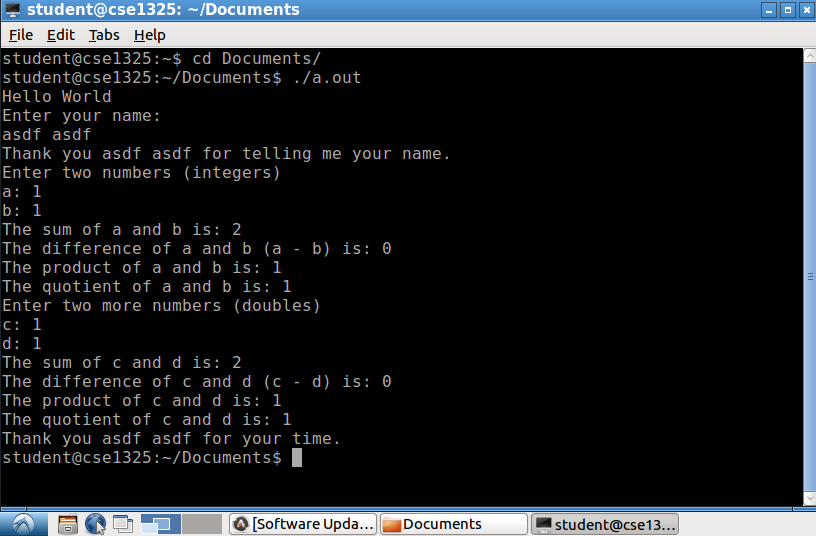 student@cse1325: ~/Documents
File Edit Tabs Help
student@cse1325:~$ cd Documents/
student@cse1325:~/Documents$ ./a.out
Hello World
Enter your name:
asdf asdf
Thank you asdf asdf for telling me your name.
Enter two numbers (integers)
a: 1
b: 1
The sum of a and b is: 2
The difference of a and b (a - b) is: 0
The product of a and b is: 1
The quotient of a and b is: 1
Enter two more numbers (doubles)
c: 1
d: 1
The sum of c and d is: 2
The difference of c and d (c - d) is: 0
The product of c and d is: 1
The quotient of c and d is: 1
Thank you asdf asdf for your time.
student@cse1325:~/Documents$
[Software Upda... Documents student@cse13...